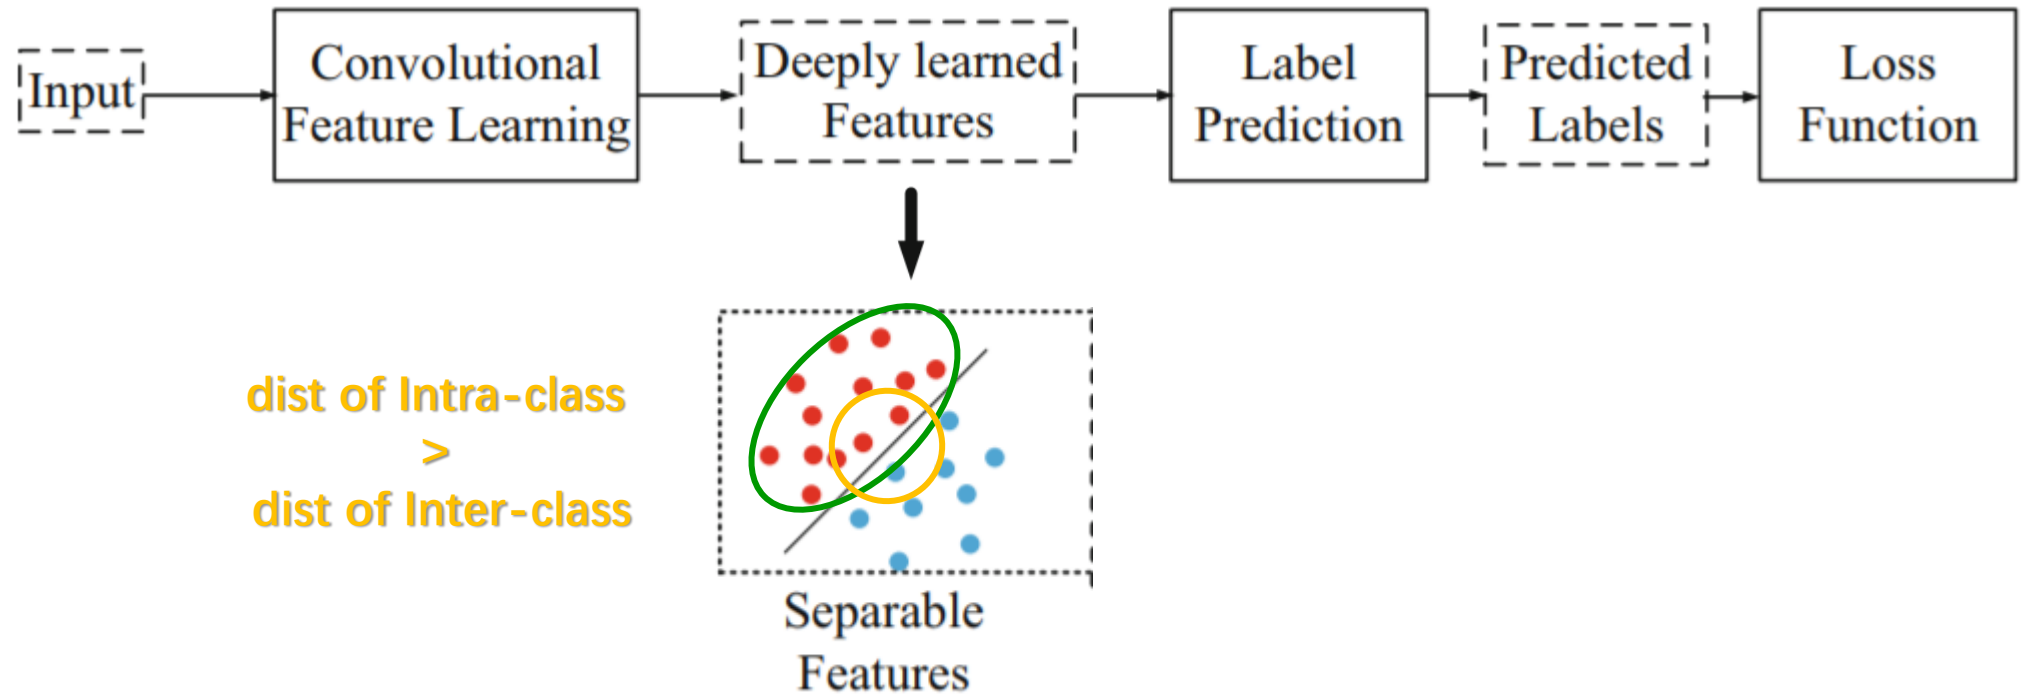 Input
Convolutional
Feature Learning
Deeply learned
Features
Label
Prediction
Predicted
Labels
Loss
Function
dist of Intra-class
>
dist of Inter-class
Separable
Features